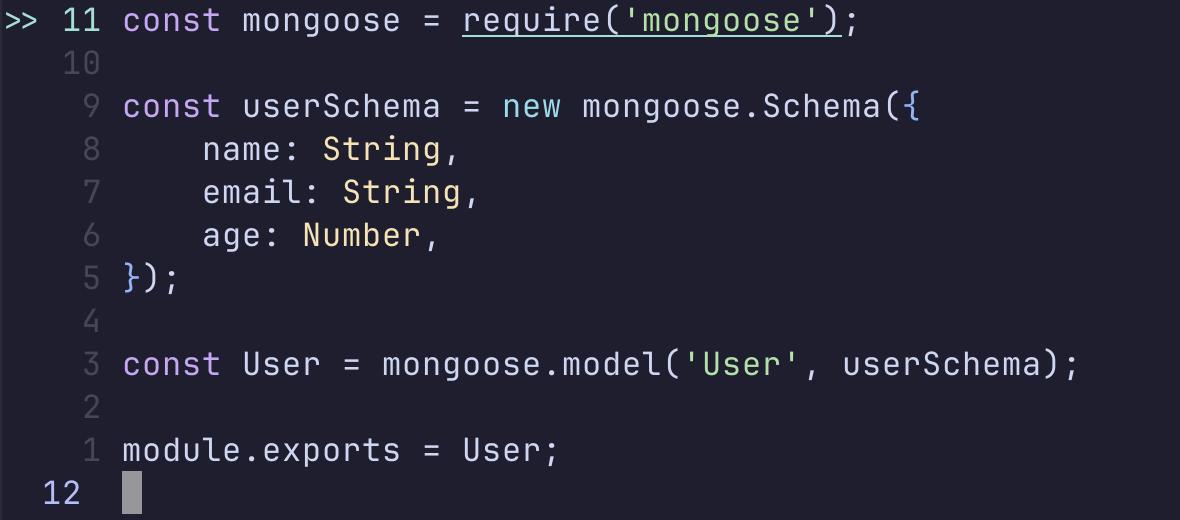 >> 11 const mongoose = require('mongoose');
10
9 const userSchema = new mongoose.Schema({
8     name: String,
7     email: String,
6     age: Number,
5 });
4
3 const User = mongoose.model('User', userSchema);
2
1 module.exports = User;
12